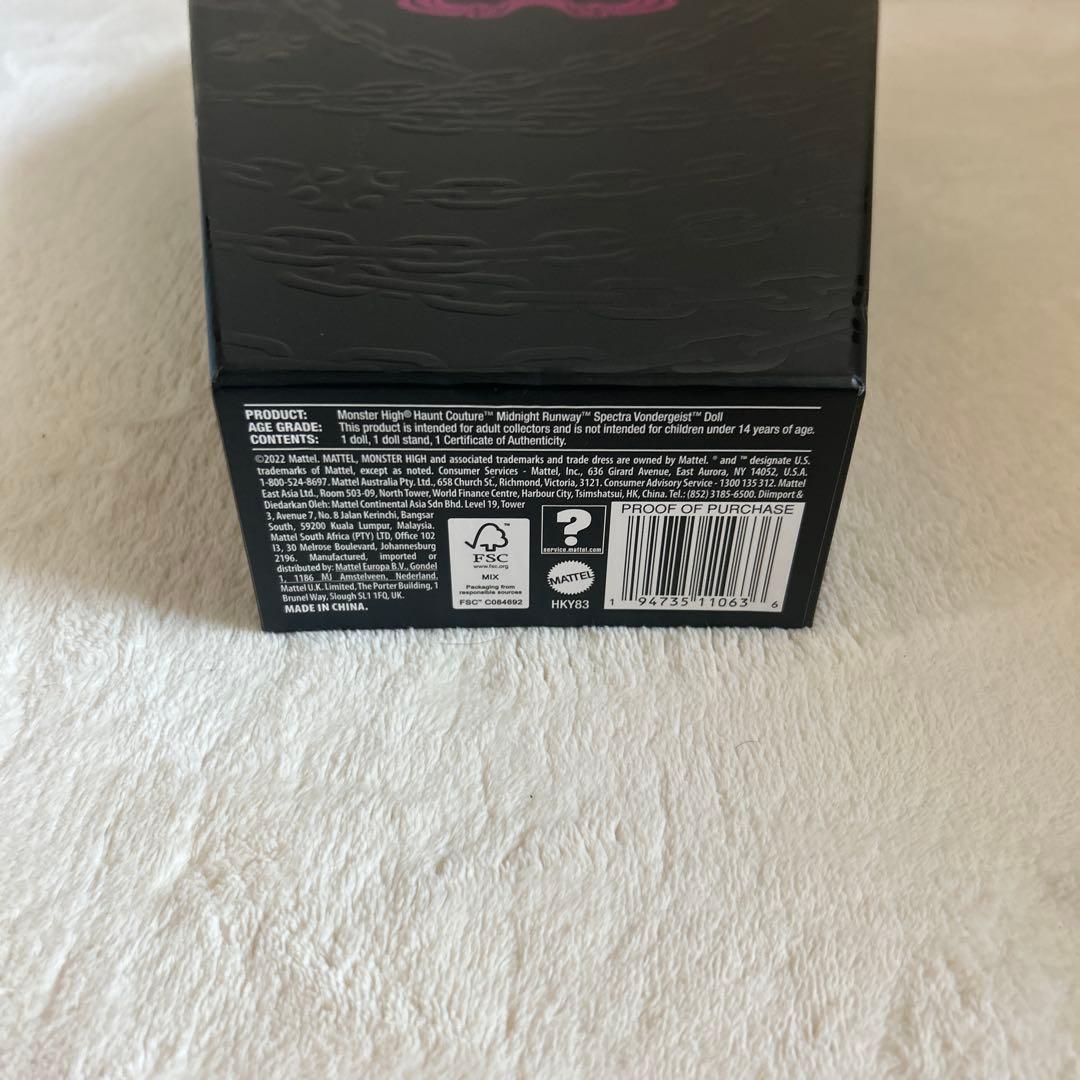 PRODUCT: Monster High® Haunt Couture™ Midnight Runway™ Spectra Vondergeist™ Doll
AGE GRADE: This product is intended for adult collectors and is not intended for children under 14 years of age.
CONTENTS: 1 doll, 1 doll stand, 1 Certificate of Authenticity.
©2022 Mattel. MATTEL, MONSTER HIGH and associated trademarks and trade dress are owned by Mattel. ® and ™ designate U.S.
trademarks of Mattel, except as noted. Consumer Services - Mattel, Inc., 636 Girard Avenue, East Aurora, NY 14052, U.S.A.
1-800-524-8697. Mattel Australia Pty. Ltd., 658 Church St., Richmond, Victoria, 3121. Consumer Advisory Service - 1300 135 312. Mattel
East Asia Ltd., Room 503-09, North Tower, World Finance Centre, Harbour City, Tsimshatsui, HK, China. Tel.: (852) 3185-6500. Diimport &
Diedarkan Oleh: Mattel Continental Asia Sdn Bhd. Level 19, Tower
3, Avenue 7, No. 8 Jalan Kerinchi, Bangsar
South, 59200 Kuala Lumpur, Malaysia.
Mattel South Africa (PTY) LTD, Office 102
I3, 30 Melrose Boulevard, Johannesburg
2196. Manufactured, imported or
distributed by: Mattel Europa B.V., Gondel
1, 1186 MJ Amstelveen, Nederland.
Mattel U.K. Limited, The Porter Building, 1
Brunel Way, Slough SL1 1FQ, UK.
MADE IN CHINA.
FSC™
www.fsc.org
MIX
Packaging from
responsible sources
FSC™ C084692
?
service.mattel.com
MATTEL
HKY83
PROOF OF PURCHASE
1 94735 11063 6